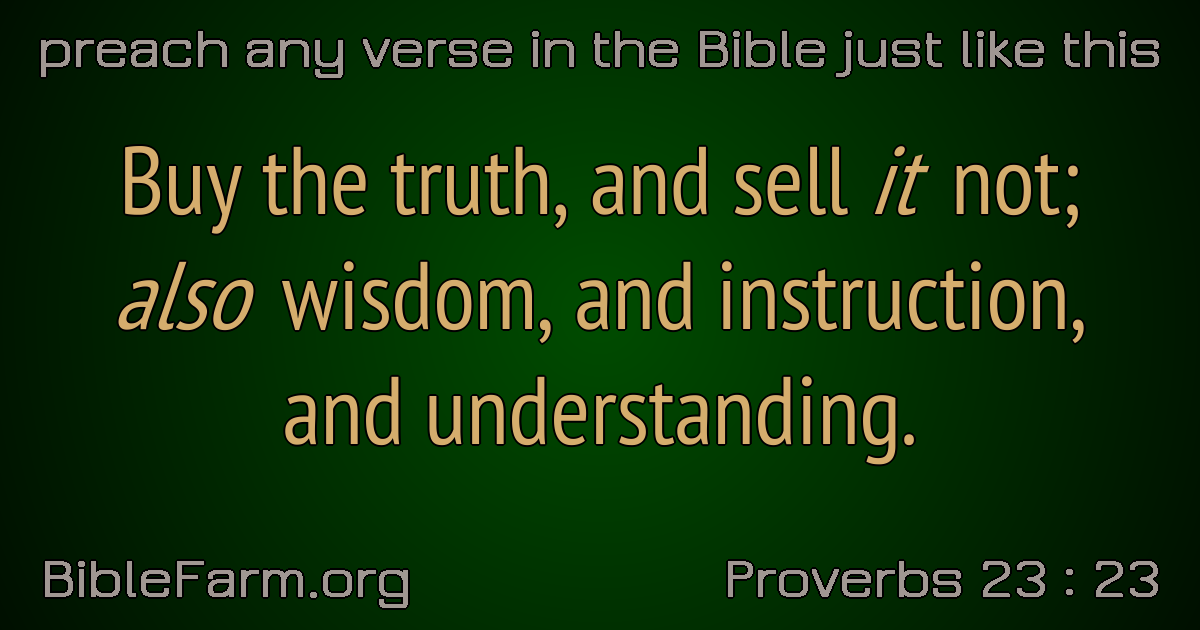 preach any verse in the Bible just like this
Buy the truth, and sell it not;
also wisdom, and instruction,
and understanding.
BibleFarm.org
Proverbs 23 : 23